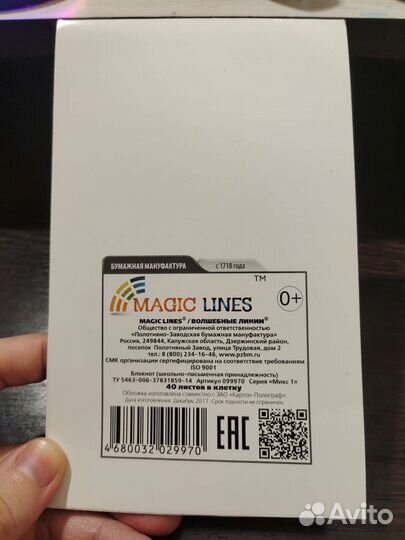 БУМАЖНАЯ МАНУФАКТУРА с 1718 года
TM
MAGIC LINES
0+
MAGIC LINES® / ВОЛШЕБНЫЕ ЛИНИИ®
Общество с ограниченной ответственностью
«Полотняно-Заводская бумажная мануфактура»
Россия, 249844, Калужская область, Дзержинский район,
поселок Полотняный Завод, улица Трудовая, дом 2
тел.: 8 (800) 234-16-46, www.pzbm.ru
СМК организации сертифицирована на соответствие требованиям
ISO 9001
Блокнот (школьно-письменная принадлежность)
ТУ 5463-006-37831859-14 Артикул 099970 Серия «Микс 1»
40 листов в клетку
Обложка изготовлена совместно с ЗАО «Картон-Полиграф».
Дата изготовления: Декабрь 2017. Срок годности не ограничен.
4 680032 029970
EAC
Avito